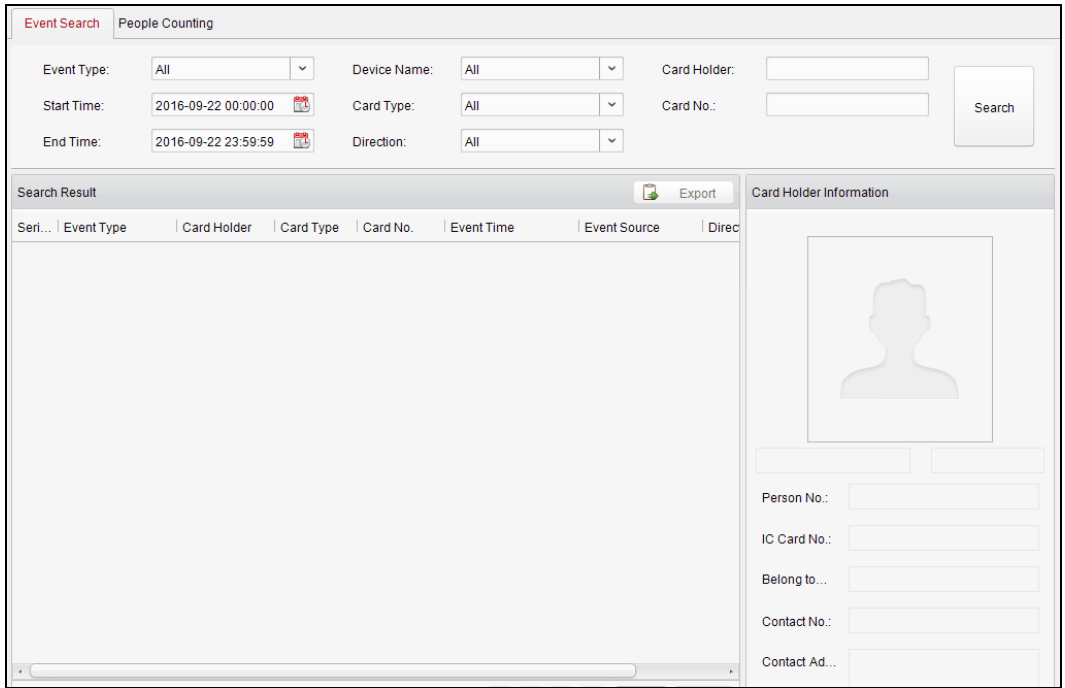 Event Search People Counting
Event Type: All Device Name: All Card Holder:
Start Time: 2016-09-22 00:00:00 Card Type: All Card No.: Search
End Time: 2016-09-22 23:59:59 Direction: All
Search Result Export Card Holder Information
Seri... Event Type Card Holder Card Type Card No. Event Time Event Source Direct
Person No.:
IC Card No.:
Belong to...
Contact No.:
Contact Ad...